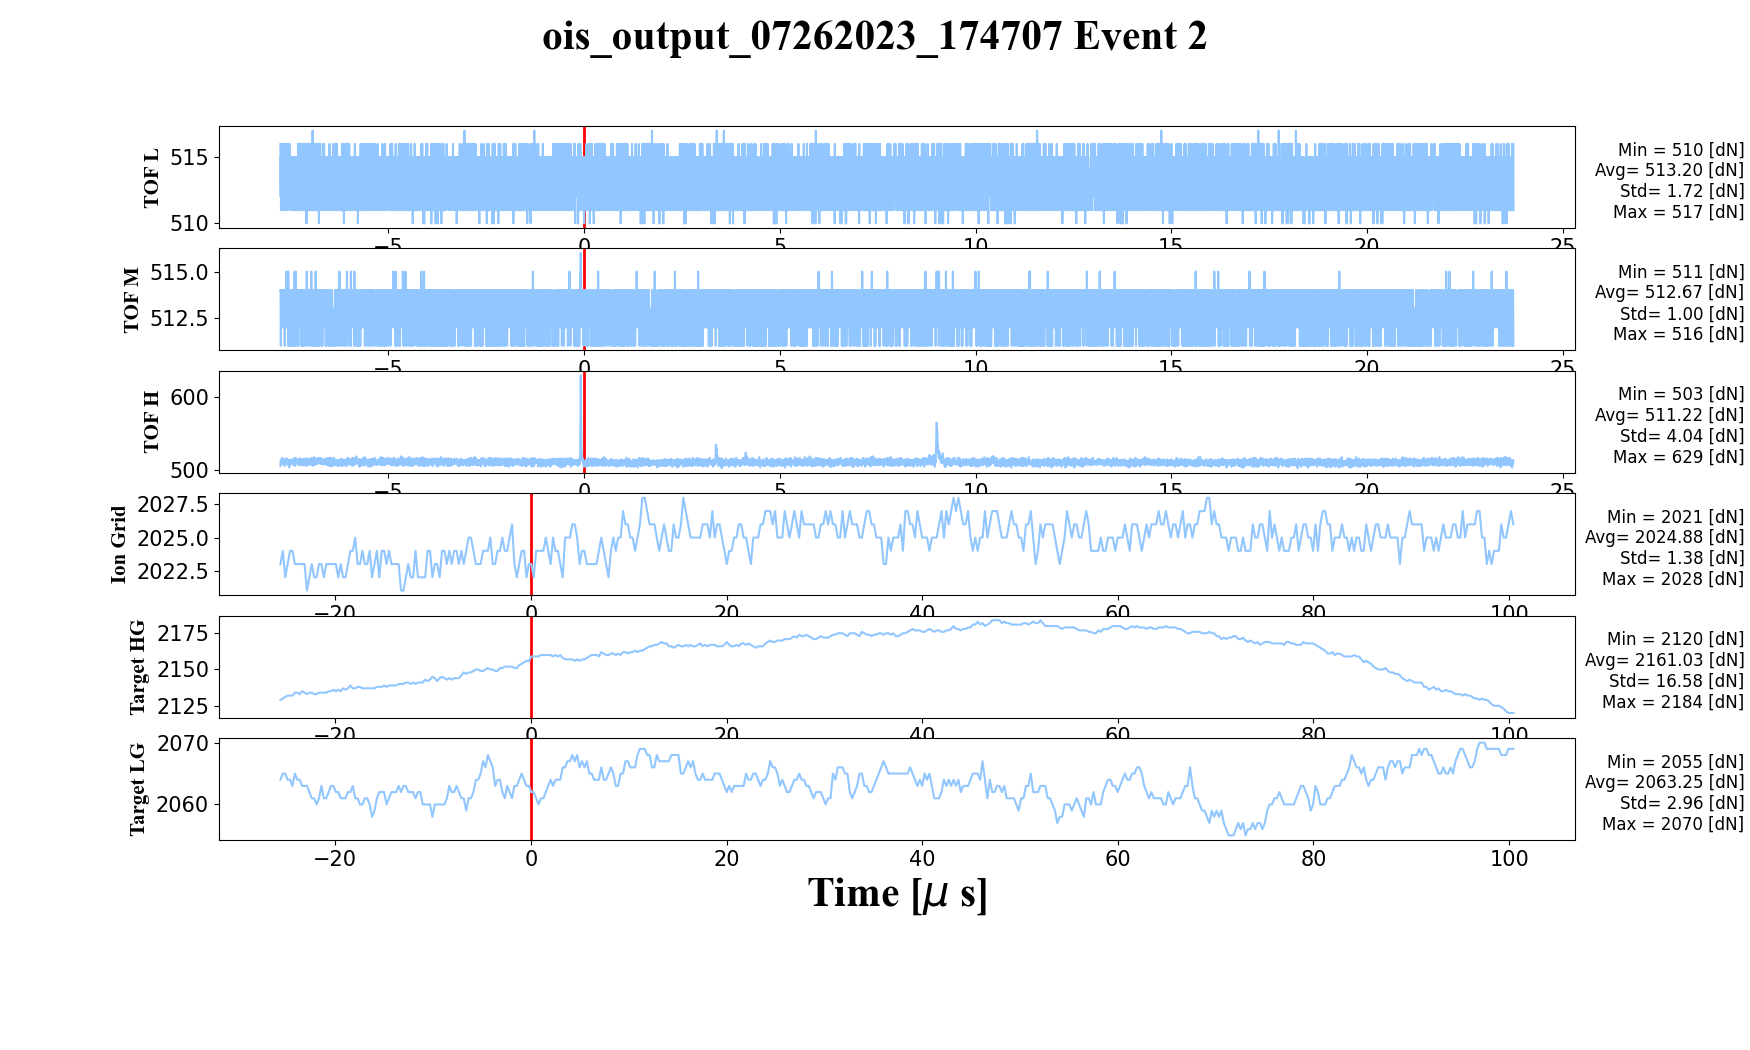 ois_output_07262023_174707 Event 2
TOF L
515
510
−5 0 5 10 15 20 25
Min = 510 [dN]
Avg= 513.20 [dN]
Std= 1.72 [dN]
Max = 517 [dN]
TOF M
515.0
512.5
−5 0 5 10 15 20 25
Min = 511 [dN]
Avg= 512.67 [dN]
Std= 1.00 [dN]
Max = 516 [dN]
TOF H
600
500
−5 0 5 10 15 20 25
Min = 503 [dN]
Avg= 511.22 [dN]
Std= 4.04 [dN]
Max = 629 [dN]
Ion Grid
2027.5
2025.0
2022.5
−20 0 20 40 60 80 100
Min = 2021 [dN]
Avg= 2024.88 [dN]
Std= 1.38 [dN]
Max = 2028 [dN]
Target HG
2175
2150
2125
−20 0 20 40 60 80 100
Min = 2120 [dN]
Avg= 2161.03 [dN]
Std= 16.58 [dN]
Max = 2184 [dN]
Target LG
2070
2060
−20 0 20 40 60 80 100
Min = 2055 [dN]
Avg= 2063.25 [dN]
Std= 2.96 [dN]
Max = 2070 [dN]
Time [μ s]